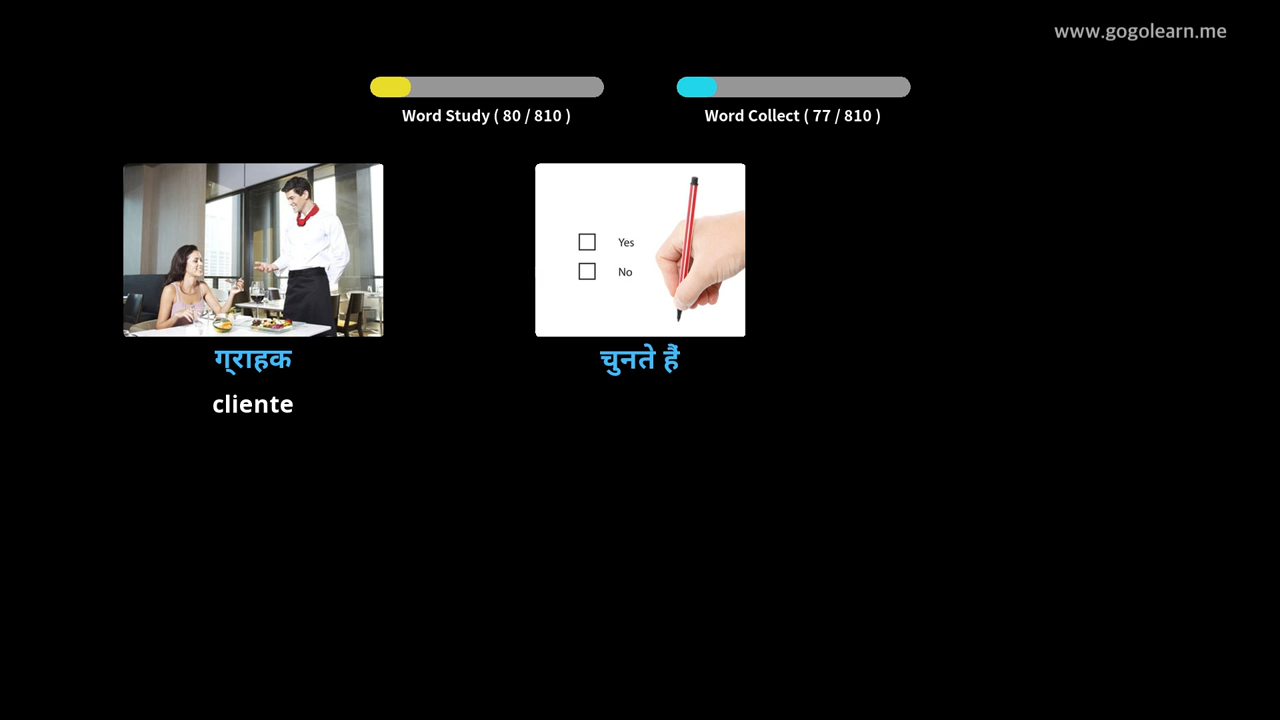 www.gogolearn.me
Word Study ( 80 / 810 )
Word Collect ( 77 / 810 )
Yes
No
ग्राहक
चुनते हैं
cliente